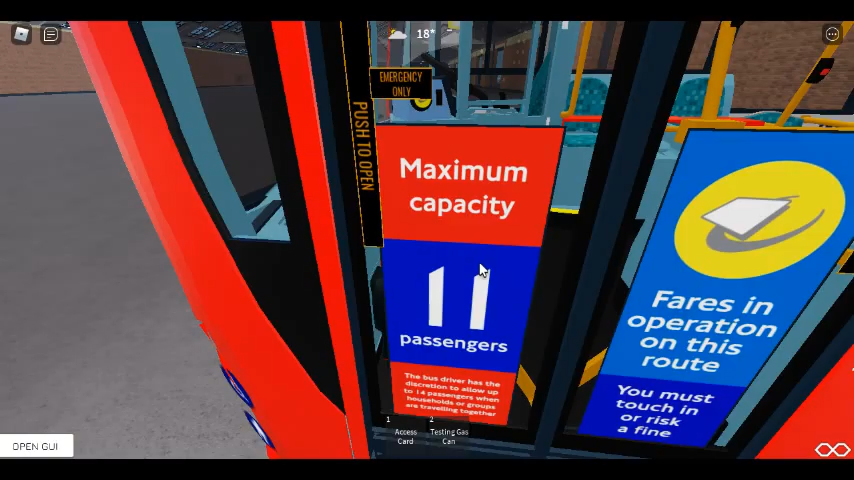 18*
EMERGENCY
ONLY
PUSH TO OPEN
Maximum
capacity
11
passengers
The bus driver has the
discretion to allow up
to 14 passengers when
households or groups
are travelling together
Fares in
operation
on this
route
You must
touch in
or risk
a fine
1
Access
Card
2
Testing Gas
Can
OPEN GUI